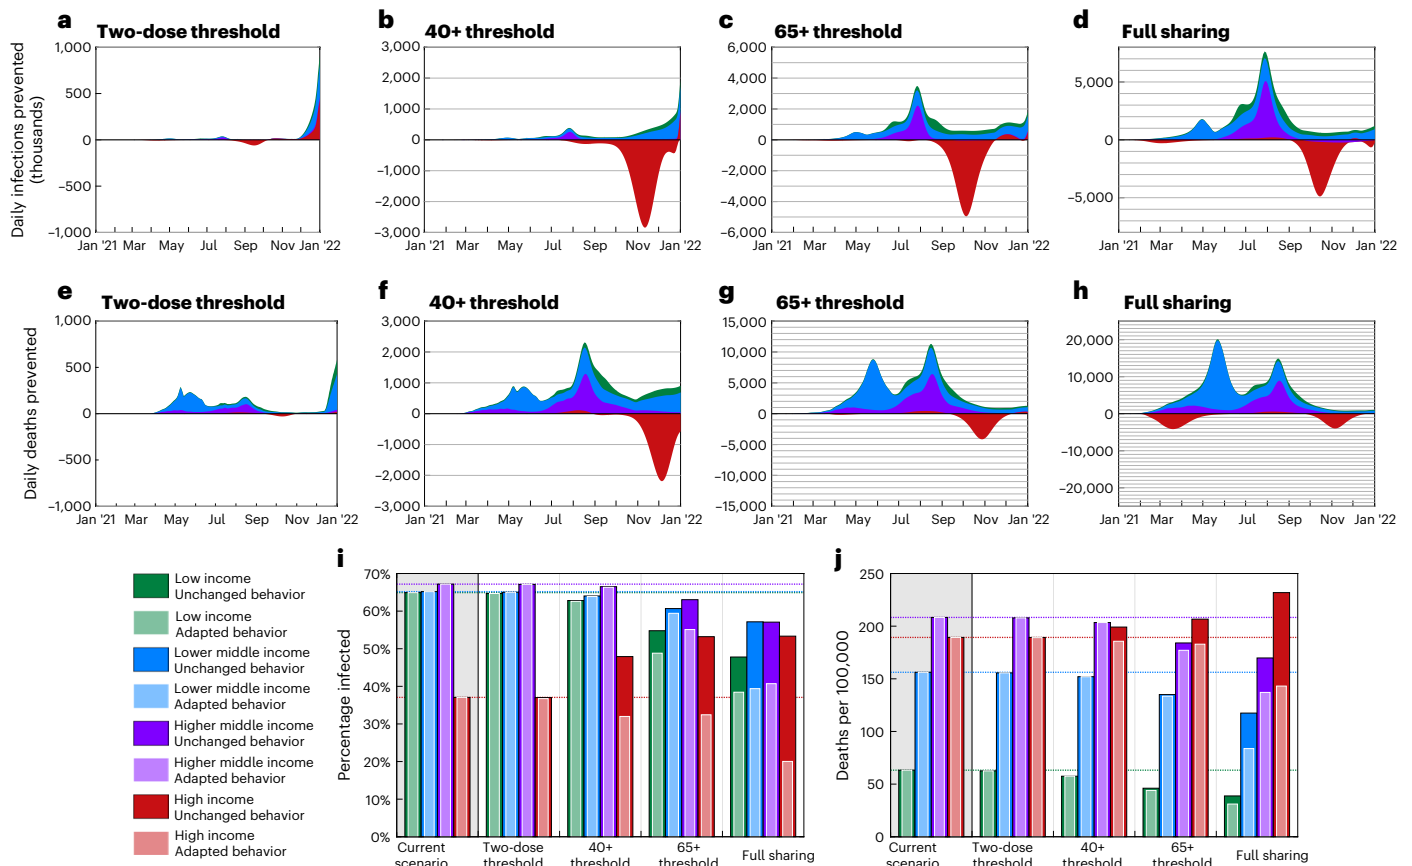 a Two-dose threshold
b 40+ threshold
c 65+ threshold
d Full sharing
Daily infections prevented
(thousands)
1,000
500
0
−500
−1,000
Jan '21 Mar May Jul Sep Nov Jan '22
3,000
2,000
1,000
0
−1,000
−2,000
−3,000
Jan '21 Mar May Jul Sep Nov Jan '22
6,000
4,000
2,000
0
−2,000
−4,000
−6,000
Jan '21 Mar May Jul Sep Nov Jan '22
5,000
0
−5,000
Jan '21 Mar May Jul Sep Nov Jan '22
e Two-dose threshold
f 40+ threshold
g 65+ threshold
h Full sharing
Daily deaths prevented
1,000
500
0
−500
−1,000
Jan '21 Mar May Jul Sep Nov Jan '22
3,000
2,000
1,000
0
−1,000
−2,000
−3,000
Jan '21 Mar May Jul Sep Nov Jan '22
15,000
10,000
5,000
0
−5,000
−10,000
−15,000
Jan '21 Mar May Jul Sep Nov Jan '22
20,000
10,000
0
−10,000
−20,000
Jan '21 Mar May Jul Sep Nov Jan '22
Low income
Unchanged behavior
Low income
Adapted behavior
Lower middle income
Unchanged behavior
Lower middle income
Adapted behavior
Higher middle income
Unchanged behavior
Higher middle income
Adapted behavior
High income
Unchanged behavior
High income
Adapted behavior
i
Percentage infected
70%
60%
50%
40%
30%
20%
10%
0%
Current
scenario
Two-dose
threshold
40+
threshold
65+
threshold
Full sharing
j
Deaths per 100,000
250
200
150
100
50
0
Current
scenario
Two-dose
threshold
40+
threshold
65+
threshold
Full sharing